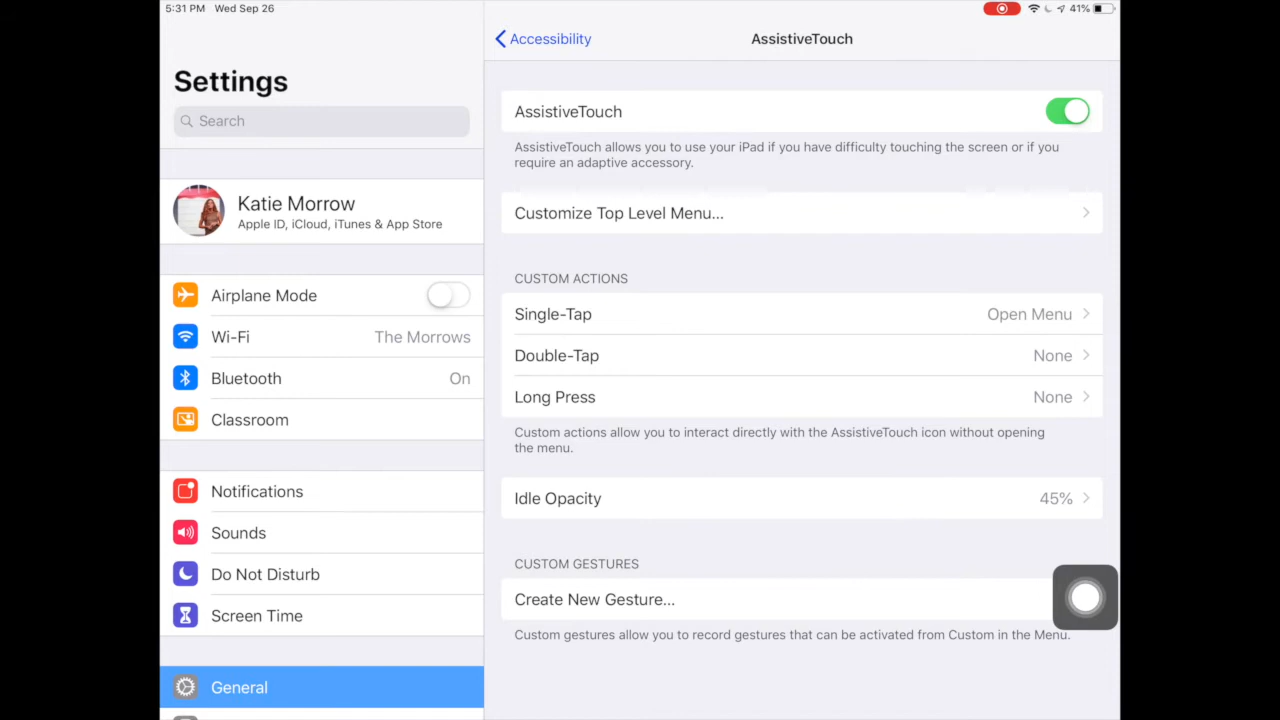 5:31 PM Wed Sep 26
41%
Settings
Search
Katie Morrow
Apple ID, iCloud, iTunes & App Store
Airplane Mode
Wi-Fi The Morrows
Bluetooth On
Classroom
Notifications
Sounds
Do Not Disturb
Screen Time
General
Accessibility
AssistiveTouch
AssistiveTouch
AssistiveTouch allows you to use your iPad if you have difficulty touching the screen or if you
require an adaptive accessory.
Customize Top Level Menu...
CUSTOM ACTIONS
Single-Tap Open Menu
Double-Tap None
Long Press None
Custom actions allow you to interact directly with the AssistiveTouch icon without opening
the menu.
Idle Opacity 45%
CUSTOM GESTURES
Create New Gesture...
Custom gestures allow you to record gestures that can be activated from Custom in the Menu.